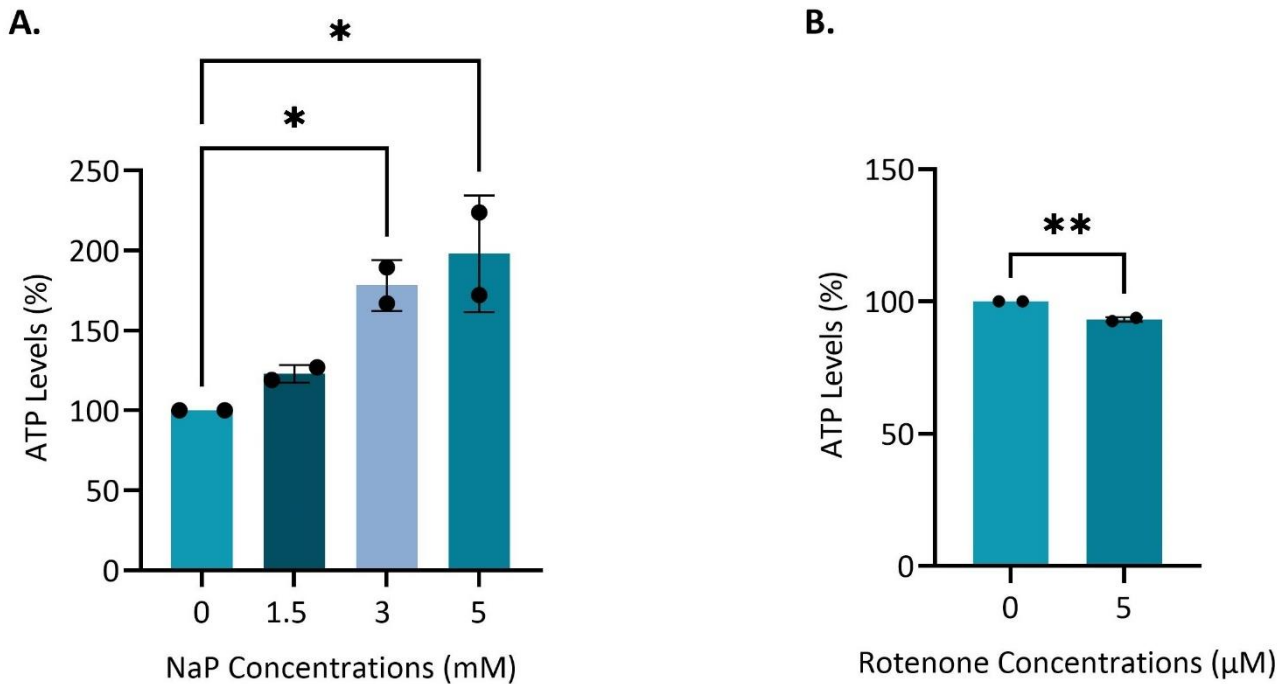 A.
*
*
250
200
150
100
50
0
ATP Levels (%)
0 1.5 3 5
NaP Concentrations (mM)
B.
**
150
100
50
0
ATP Levels (%)
0 5
Rotenone Concentrations (µM)